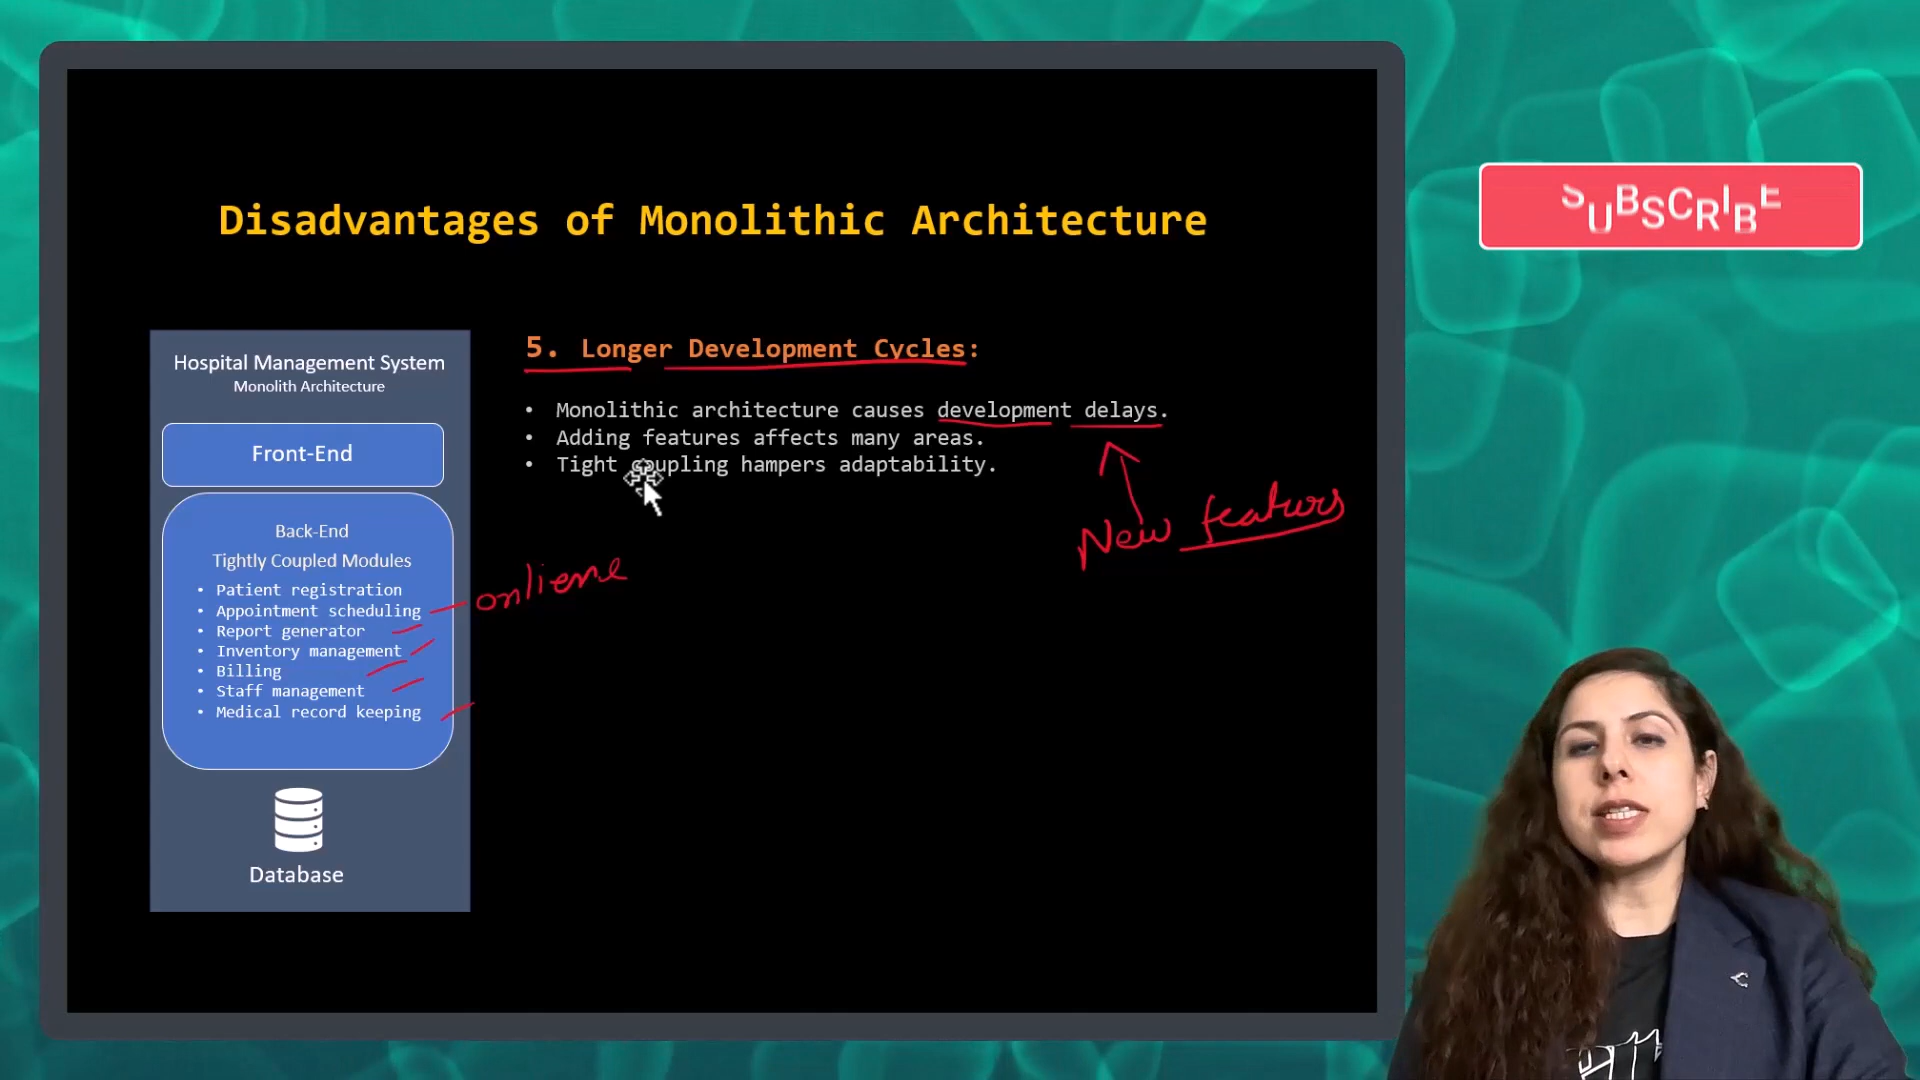 Disadvantages of Monolithic Architecture
SUBSCRIBE
Hospital Management System
Monolith Architecture
Front-End
Back-End
Tightly Coupled Modules
• Patient registration
• Appointment scheduling
• Report generator
• Inventory management
• Billing
• Staff management
• Medical record keeping
Database
5. Longer Development Cycles:
• Monolithic architecture causes development delays.
• Adding features affects many areas.
• Tight coupling hampers adaptability.
New featurs
onliene